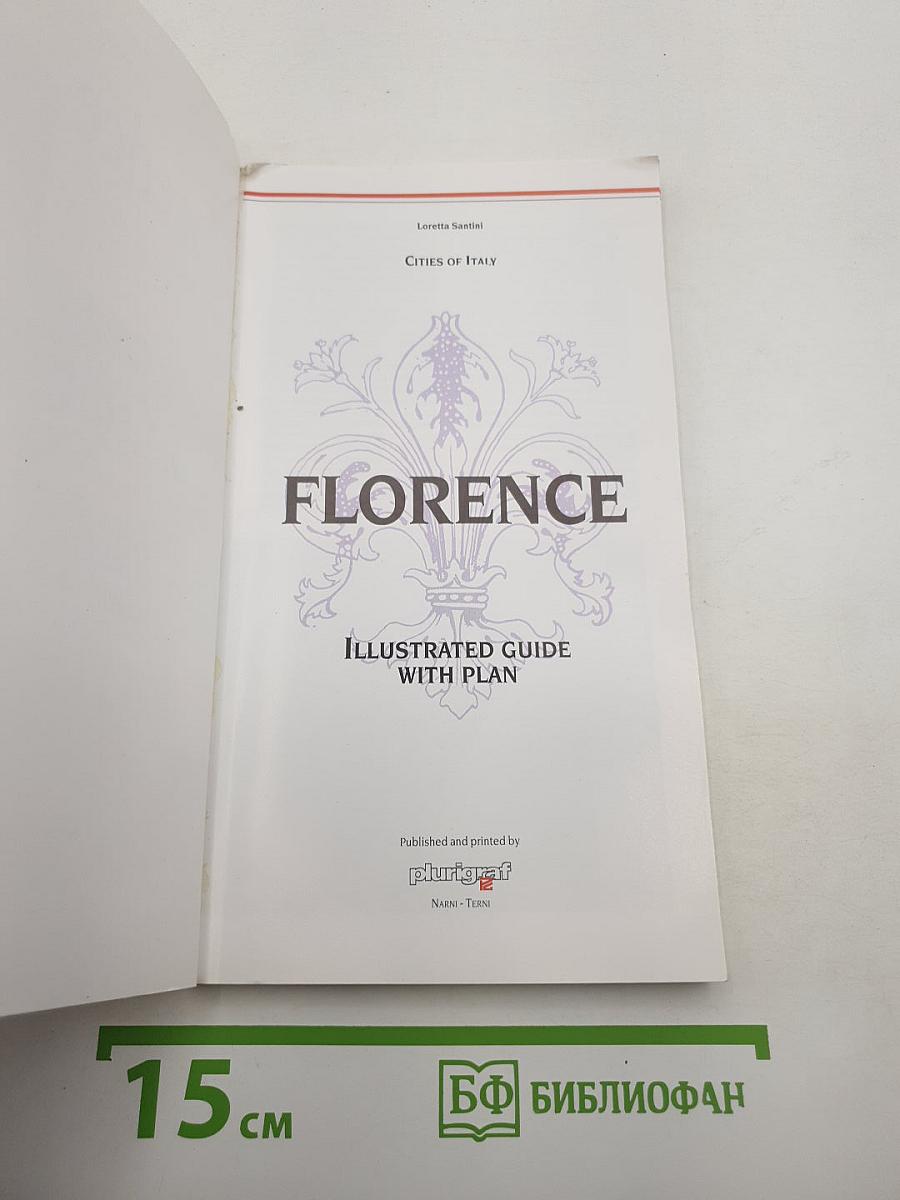 Loretta Santini
CITIES OF ITALY
FLORENCE
ILLUSTRATED GUIDE
WITH PLAN
Published and printed by
plurigraf
NARNI - TERNI
15 см
БФ БИБЛИОФАН